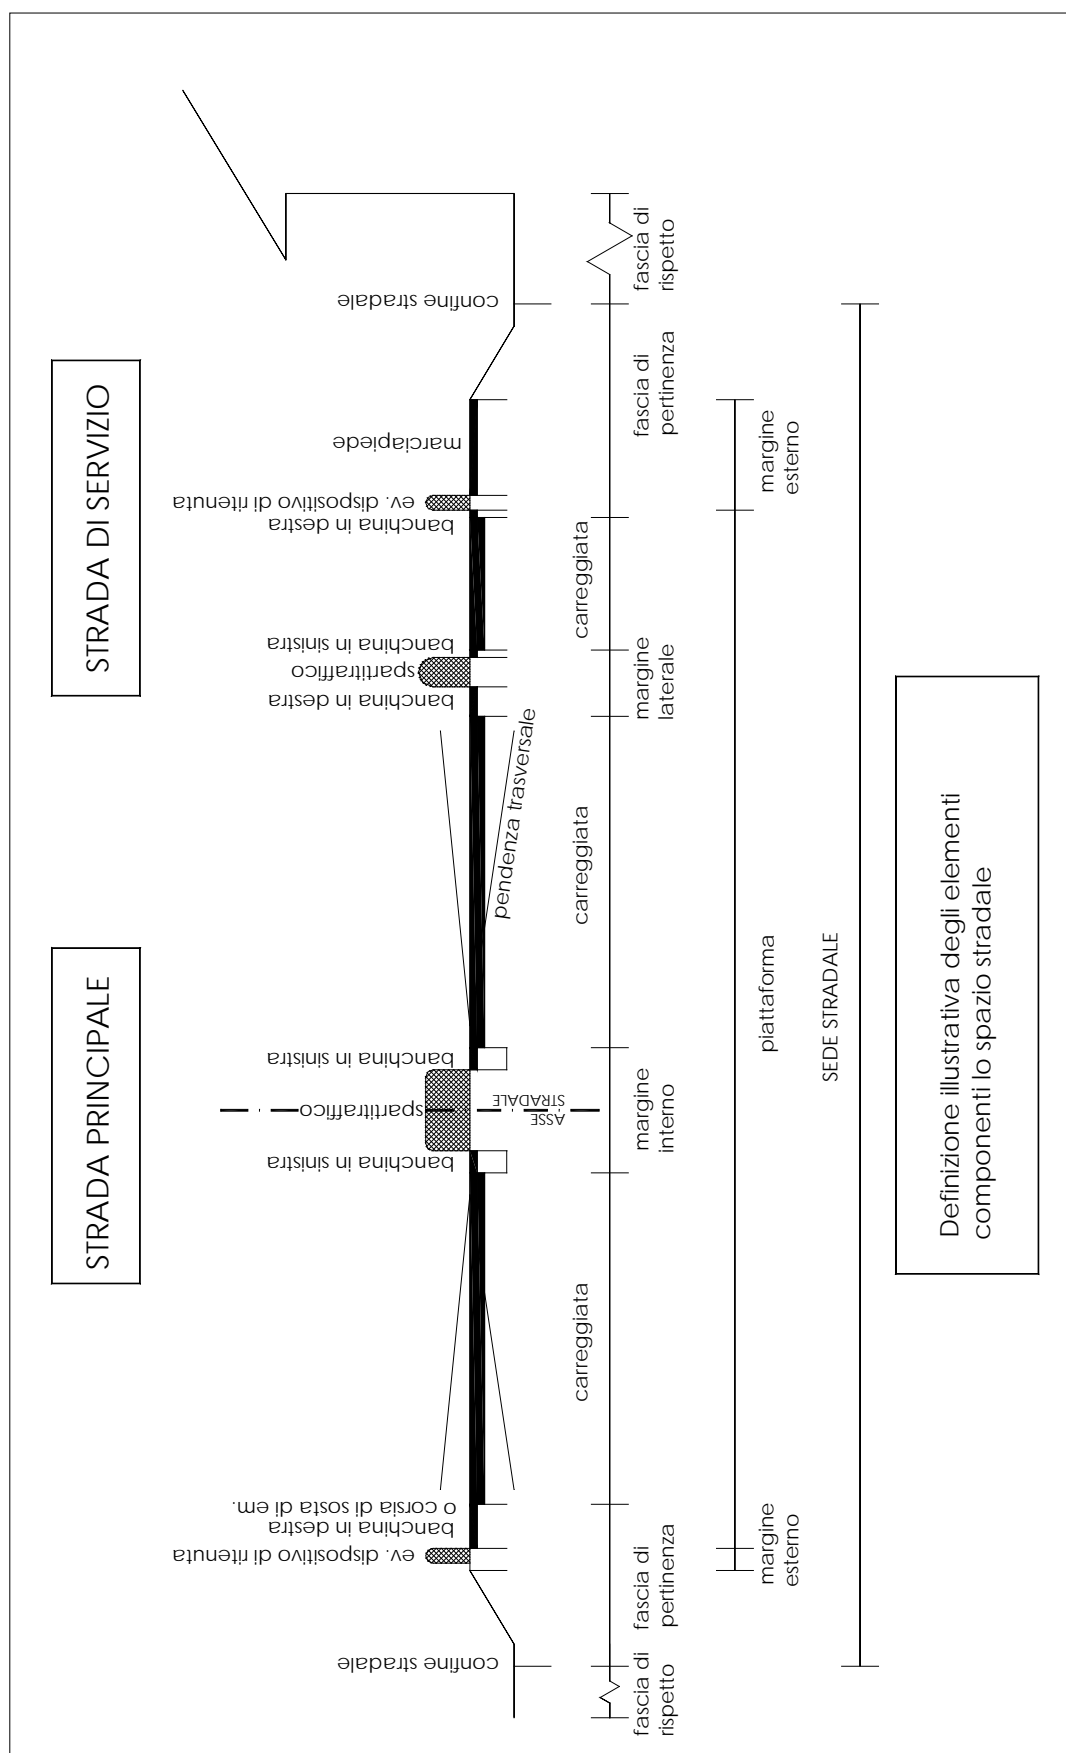 STRADA PRINCIPALE
STRADA DI SERVIZIO
confine stradale
ev. dispositivo di ritenuta
banchina in destra
o corsia di sosta di em.
banchina in sinistra
spartitraffico
banchina in sinistra
banchina in destra
spartitraffico
banchina in sinistra
banchina in destra
ev. dispositivo di ritenuta
marciapiede
confine stradale
ASSE
STRADALE
pendenza trasversale
carreggiata
carreggiata
carreggiata
fascia di
rispetto
fascia di
pertinenza
margine
interno
margine
laterale
fascia di
pertinenza
fascia di
rispetto
margine
esterno
piattaforma
margine
esterno
SEDE STRADALE
Definizione illustrativa degli elementi
componenti lo spazio stradale